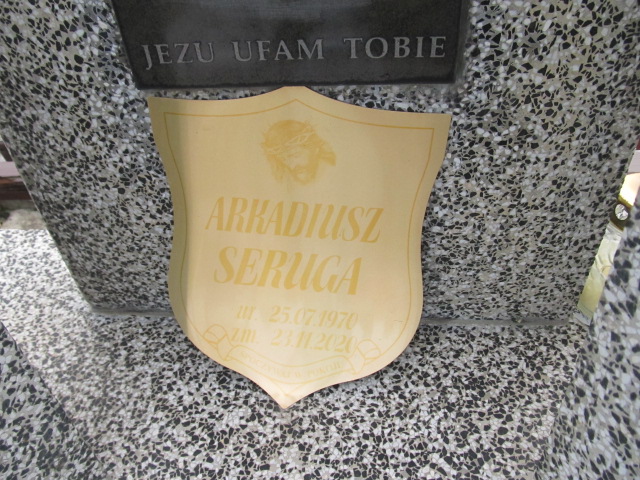 JEZU UFAM TOBIE
ARKADIUSZ
SERUGA
ur. 25.07.1970
zm. 23.11.2020